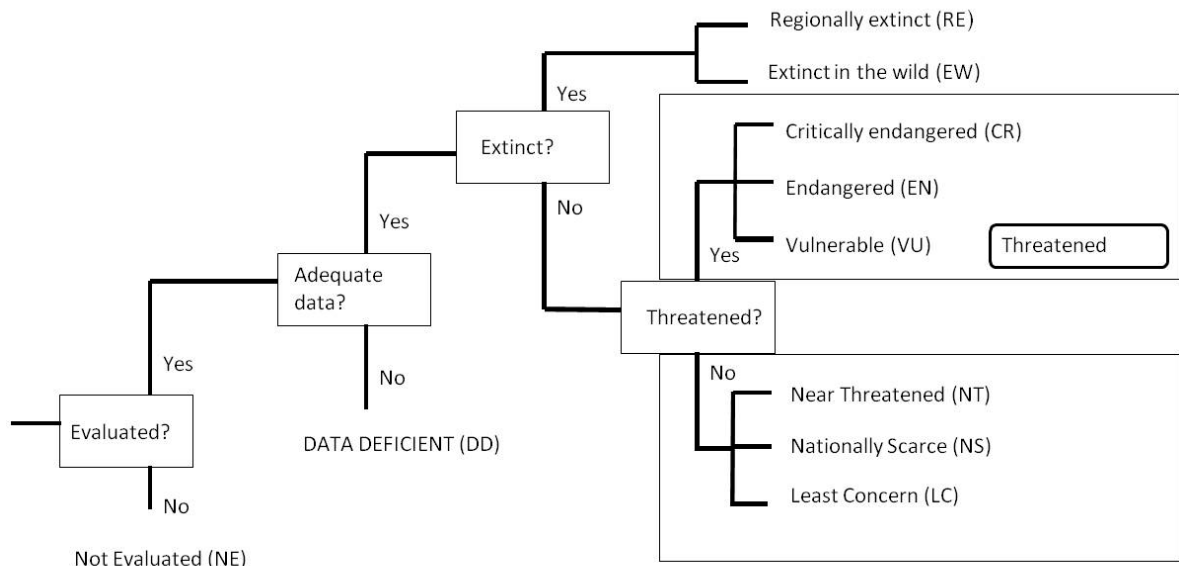 Regionally extinct (RE)
Extinct in the wild (EW)
Yes
Extinct?
Critically endangered (CR)
No
Endangered (EN)
Yes
Vulnerable (VU)
Threatened
Yes
Adequate
data?
Threatened?
Yes
No
No
Near Threatened (NT)
Evaluated?
DATA DEFICIENT (DD)
Nationally Scarce (NS)
No
Least Concern (LC)
Not Evaluated (NE)